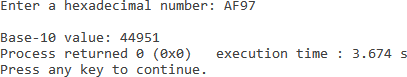 Enter a hexadecimal number: AF97
Base-10 value: 44951
Process returned 0 (0x0)   execution time : 3.674 s
Press any key to continue.